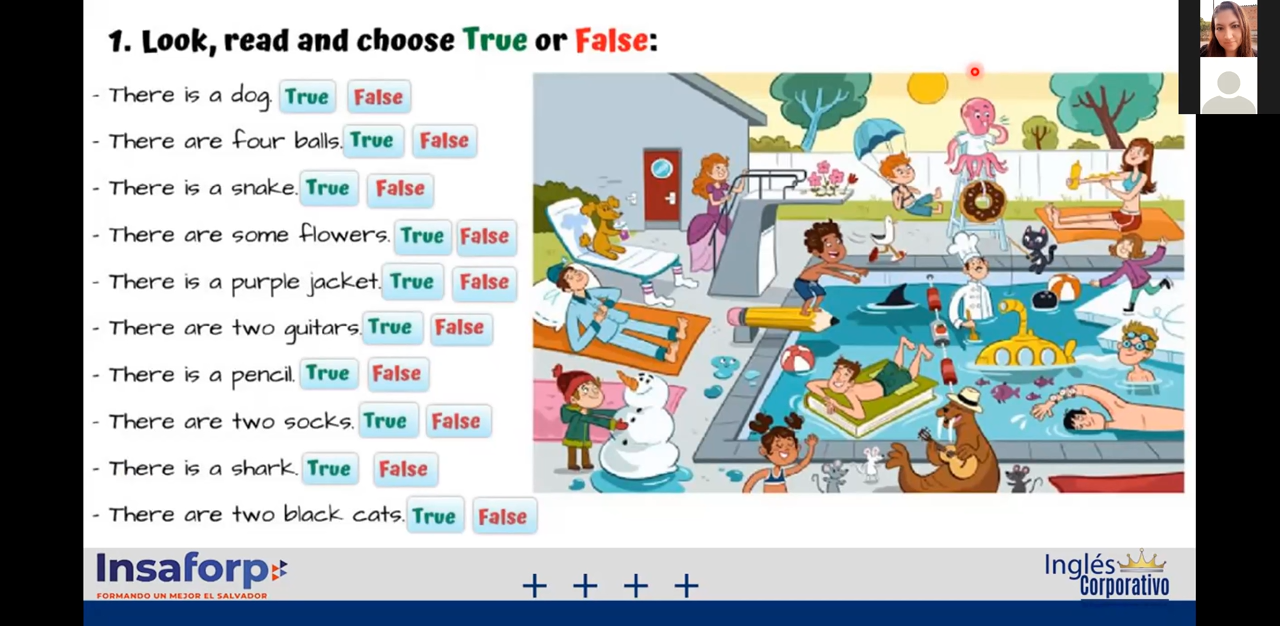 1. Look, read and choose True or False:
- There is a dog. True False
- There are four balls. True False
- There is a snake. True False
- There are some flowers. True False
- There is a purple jacket. True False
- There are two guitars. True False
- There is a pencil. True False
- There are two socks. True False
- There is a shark. True False
- There are two black cats. True False
Insaforp
FORMANDO UN MEJOR EL SALVADOR
+ + + +
Inglés
Corporativo